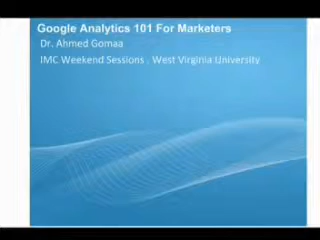 Google Analytics 101 For Marketers
Dr. Ahmed Gomaa
IMC Weekend Sessions . West Virginia University